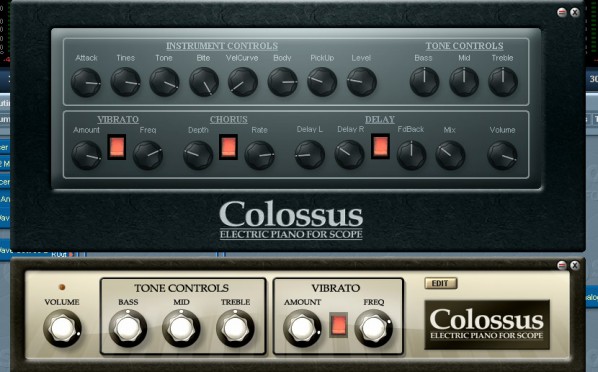 INSTRUMENT CONTROLS TONE CONTROLS
Attack Tines Tone Bite VelCurve Body PickUp Level Bass Mid Treble
VIBRATO CHORUS DELAY
Amount Freq Depth Rate Delay L Delay R FdBack Mix Volume
Colossus
ELECTRIC PIANO FOR SCOPE
TONE CONTROLS VIBRATO EDIT
VOLUME BASS MID TREBLE AMOUNT FREQ
Colossus
ELECTRIC PIANO FOR SCOPE